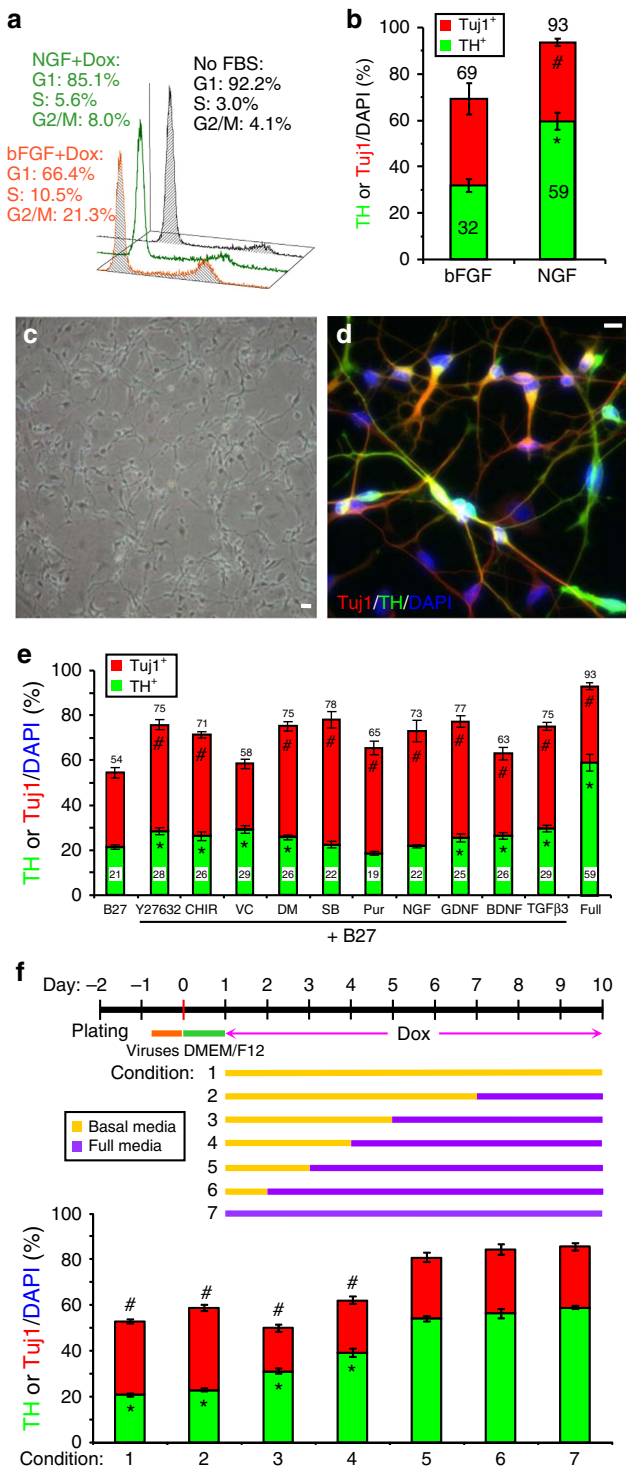 a
NGF+Dox:
G1: 85.1%
S: 5.6%
G2/M: 8.0%
No FBS:
G1: 92.2%
S: 3.0%
G2/M: 4.1%
bFGF+Dox:
G1: 66.4%
S: 10.5%
G2/M: 21.3%
b
Tuj1+
TH+
TH or Tuj1/DAPI (%)
100
80
60
40
20
0
69
93
#
*
32
59
bFGF NGF
c
d
Tuj1/TH/DAPI
e
Tuj1+
TH+
TH or Tuj1/DAPI (%)
100
80
60
40
20
0
54 75 71 58 75 78 65 73 77 63 75 93
# # # # # # # # # #
* * * * * * * *
21 28 26 29 26 22 19 22 25 26 29 59
B27 Y27632 CHIR VC DM SB Pur NGF GDNF BDNF TGFβ3 Full
+ B27
f
Day: –2 –1 0 1 2 3 4 5 6 7 8 9 10
Plating
Viruses DMEM/F12
Dox
Condition: 1
2
3
4
5
6
7
Basal media
Full media
TH or Tuj1/DAPI (%)
100
80
60
40
20
0
# # # #
* * * *
Condition: 1 2 3 4 5 6 7